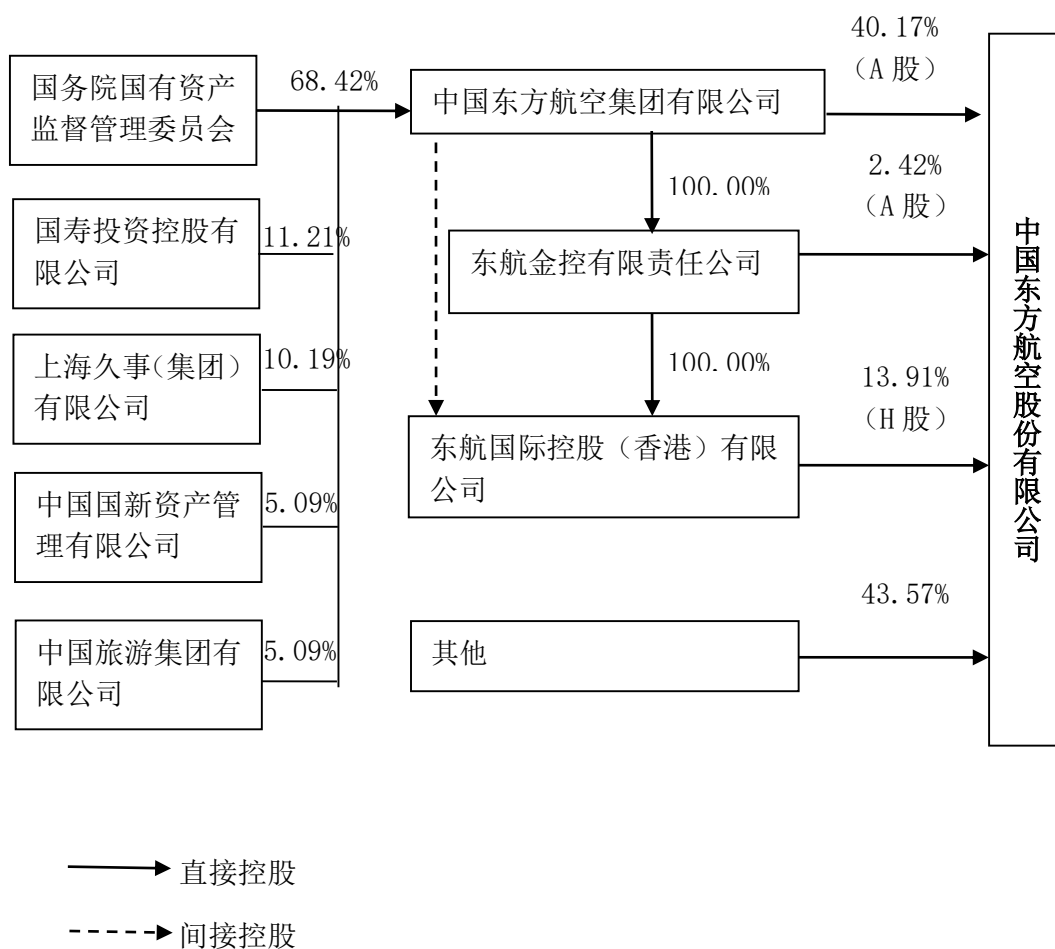 国务院国有资产
监督管理委员会
68.42%
中国东方航空集团有限公司
40.17%
（A 股）
100.00%
2.42%
（A 股）
国寿投资控股有
限公司
11.21%
东航金控有限责任公司
上海久事（集团）
有限公司
10.19%
100.00%
13.91%
（H 股）
东航国际控股（香港）有限
公司
中国国新资产管
理有限公司
5.09%
中国旅游集团有
限公司
5.09%
其他
43.57%
中国东方航空股份有限公司
直接控股
间接控股